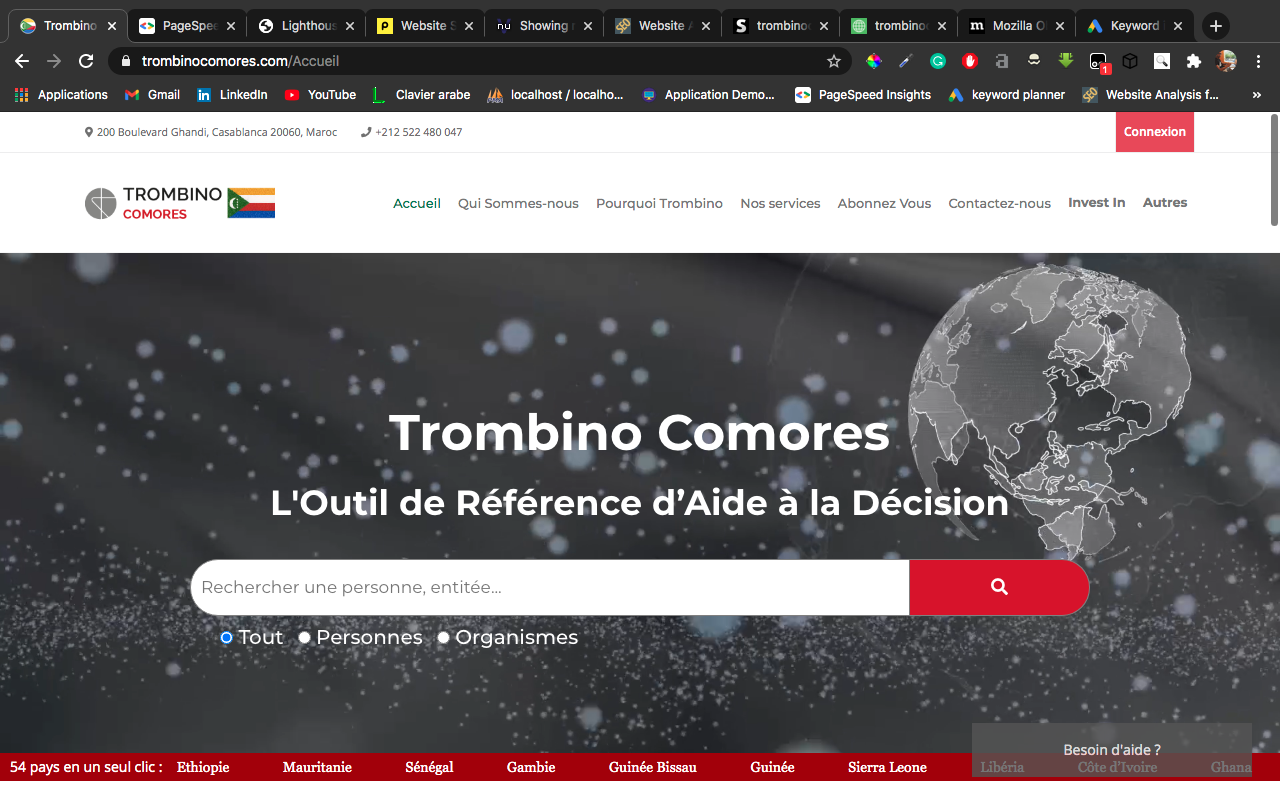 Trombino
PageSpee
Lighthous
Website S
Showing r
Website A
trombinoc
trombinoc
Mozilla O
Keyword
trombinocomores.com/Accueil
1
Applications Gmail LinkedIn YouTube Clavier arabe localhost / localho... Application Demo... PageSpeed Insights keyword planner Website Analysis f... »
200 Boulevard Ghandi, Casablanca 20060, Maroc +212 522 480 047 Connexion
TROMBINO
COMORES
Accueil Qui Sommes-nous Pourquoi Trombino Nos services Abonnez Vous Contactez-nous Invest In Autres
Trombino Comores
L'Outil de Référence d’Aide à la Décision
Rechercher une personne, entitée...
Tout Personnes Organismes
Besoin d'aide ?
54 pays en un seul clic : Ethiopie Mauritanie Sénégal Gambie Guinée Bissau Guinée Sierra Leone Libéria Côte d’Ivoire Ghana